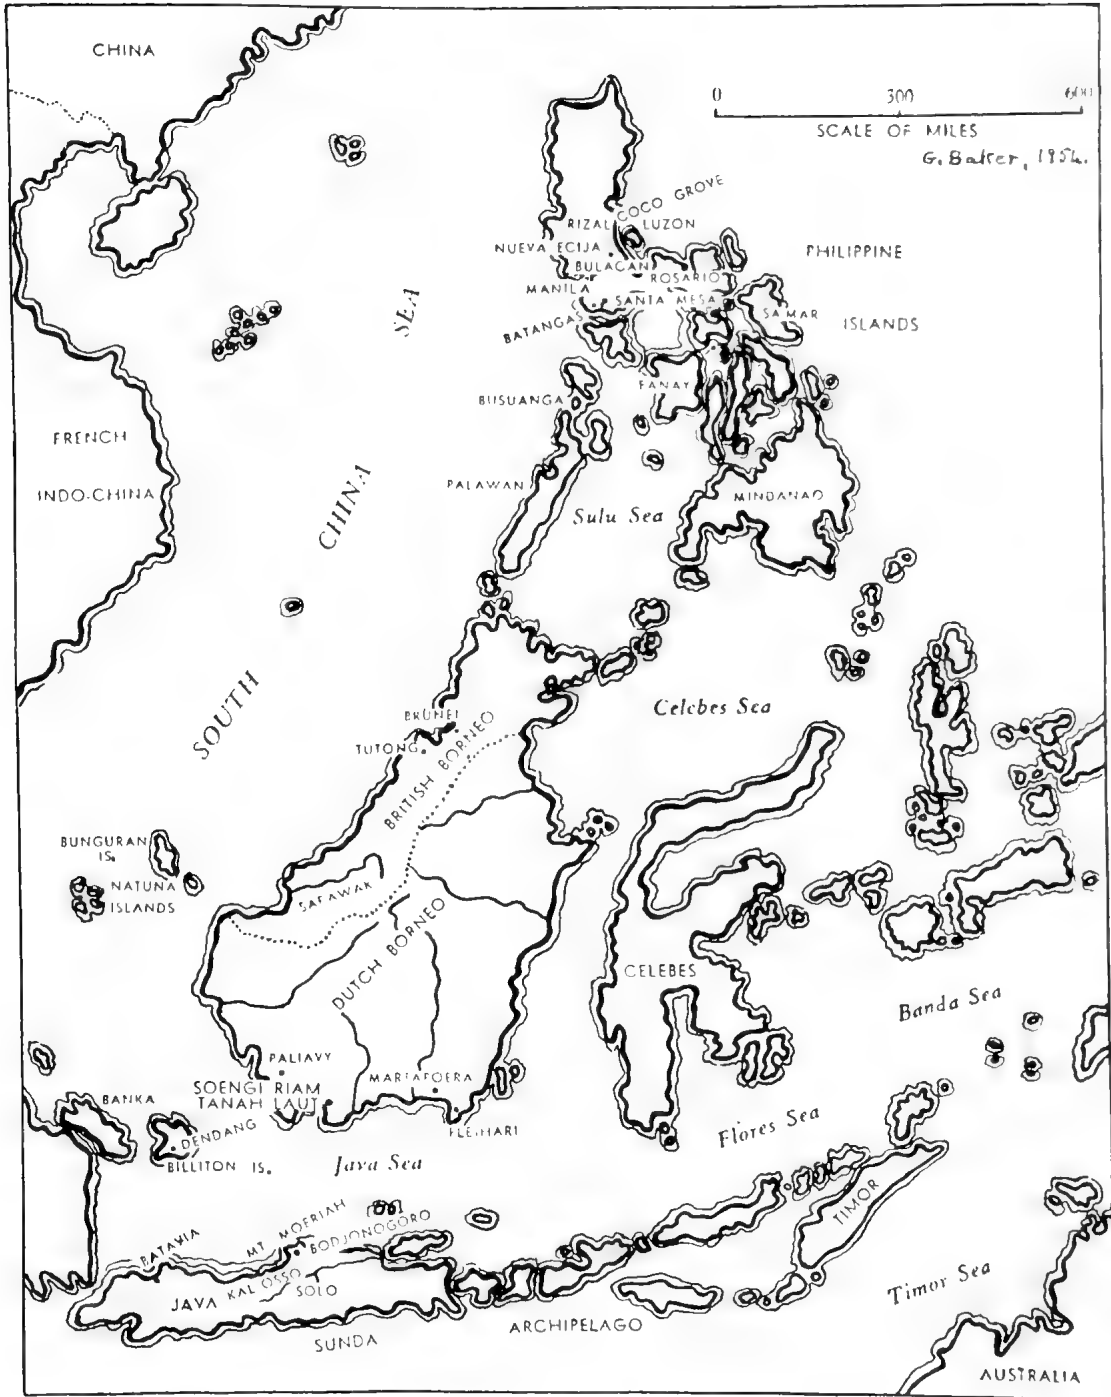 CHINA
0 300 600
SCALE OF MILES
G. Baker, 1954.
COCO GROVE
RIZAL LUZON
NUEVA ECIJA
PHILIPPINE
BULACAN
ROSARIO
MANILA
SANTA MESA
SAMAR
ISLANDS
BATANGAS
SEA
PANAY
BUSUANGA
FRENCH
INDO-CHINA
CHINA
PALAWAN
MINDANAO
Sulu Sea
SOUTH
Celebes Sea
BRUNEI
TUTONG
BRITISH BORNEO
BUNGURAN
IS.
NATUNA
ISLANDS
SARAWAK
DUTCH BORNEO
CELEBES
Banda Sea
PALIAVY
SOENGI RIAM
TANAH LAUT
MARTAPOERA
BANKA
DENDANG
BILLITON IS.
PLEIHARI
Java Sea
Flores Sea
TIMOR
BATAVIA
MT MOERIAH
BODJONOGORO
JAVA
KALIOSSO
SOLO
SUNDA
ARCHIPELAGO
Timor Sea
AUSTRALIA